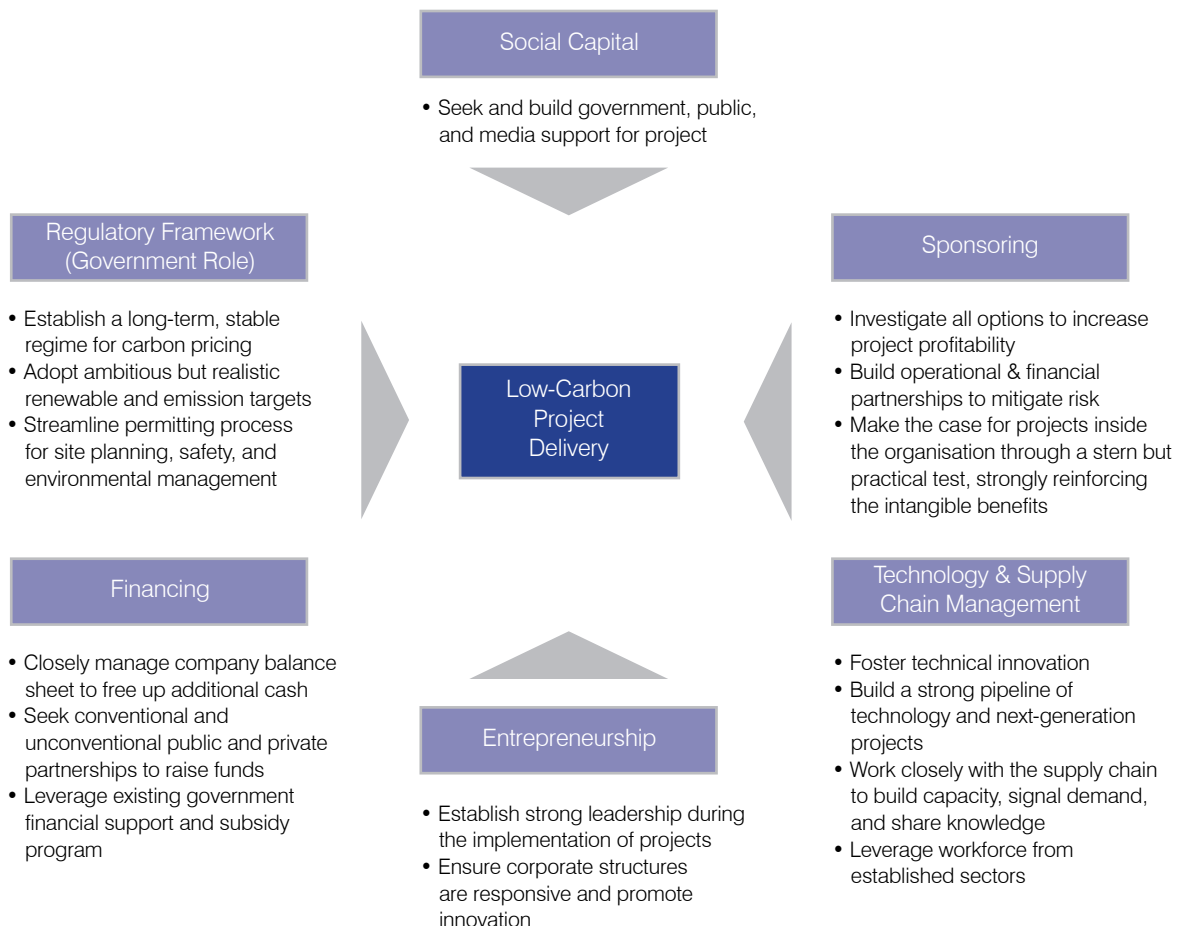 Social Capital
• Seek and build government, public,
and media support for project
Regulatory Framework
(Government Role)
• Establish a long-term, stable
regime for carbon pricing
• Adopt ambitious but realistic
renewable and emission targets
• Streamline permitting process
for site planning, safety, and
environmental management
Low-Carbon
Project
Delivery
Sponsoring
• Investigate all options to increase
project profitability
• Build operational & financial
partnerships to mitigate risk
• Make the case for projects inside
the organisation through a stern but
practical test, strongly reinforcing
the intangible benefits
Financing
• Closely manage company balance
sheet to free up additional cash
• Seek conventional and
unconventional public and private
partnerships to raise funds
• Leverage existing government
financial support and subsidy
program
Entrepreneurship
• Establish strong leadership during
the implementation of projects
• Ensure corporate structures
are responsive and promote
innovation
Technology & Supply
Chain Management
• Foster technical innovation
• Build a strong pipeline of
technology and next-generation
projects
• Work closely with the supply chain
to build capacity, signal demand,
and share knowledge
• Leverage workforce from
established sectors